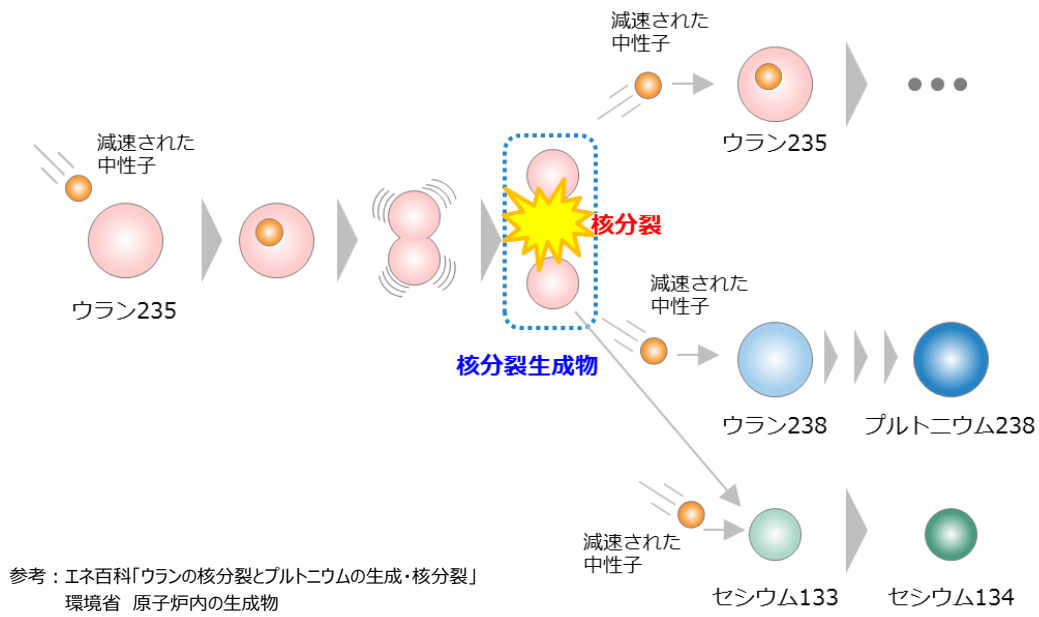 減速された
中性子
ウラン235
減速された
中性子
ウラン235
核分裂
核分裂生成物
減速された
中性子
ウラン238
プルトニウム238
減速された
中性子
セシウム133
セシウム134
参考：エネ百科「ウランの核分裂とプルトニウムの生成・核分裂」
環境省 原子炉内の生成物